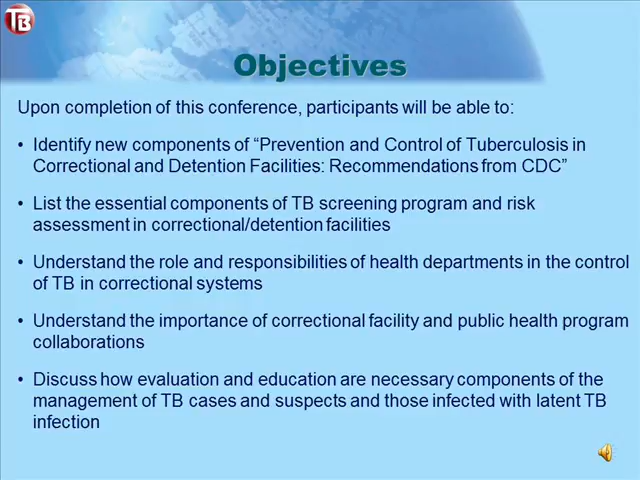 TB
Objectives
Upon completion of this conference, participants will be able to:
• Identify new components of “Prevention and Control of Tuberculosis in
Correctional and Detention Facilities: Recommendations from CDC”
• List the essential components of TB screening program and risk
assessment in correctional/detention facilities
• Understand the role and responsibilities of health departments in the control
of TB in correctional systems
• Understand the importance of correctional facility and public health program
collaborations
• Discuss how evaluation and education are necessary components of the
management of TB cases and suspects and those infected with latent TB
infection